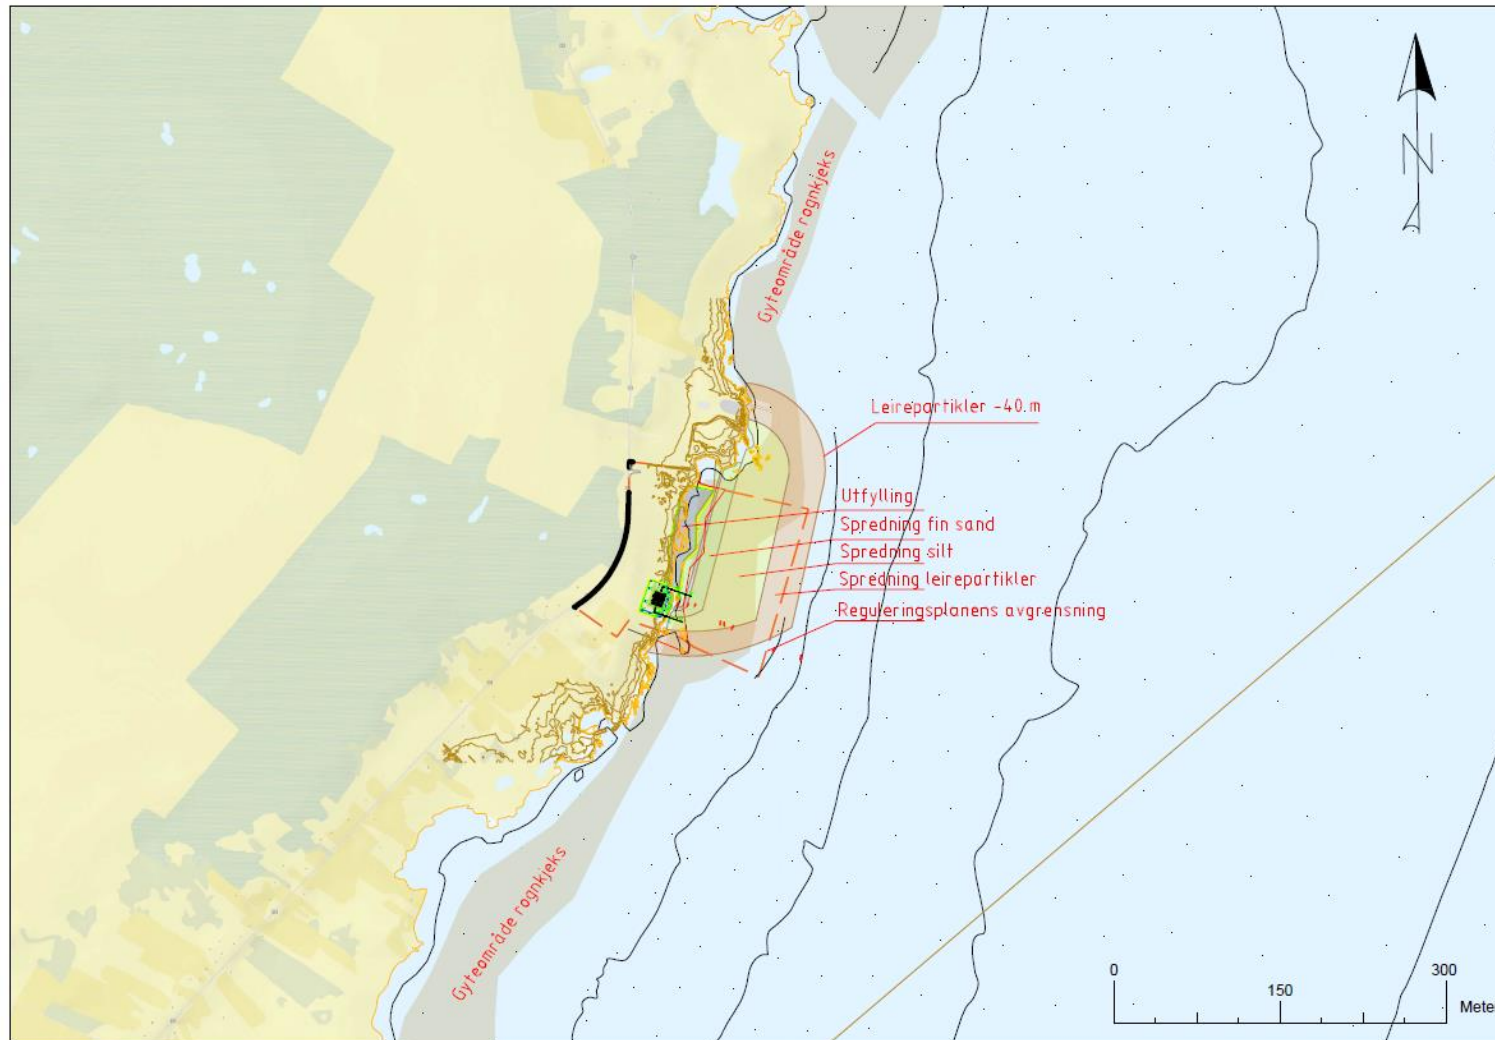 N
Gyteområde rognkjeks
Leirepartikler -40.m
Utfylling
Spredning fin sand
Spredning silt
Spredning leirepartikler
Reguleringsplanens avgrensning
Gyteområde rognkjeks
0
300
150
Mete